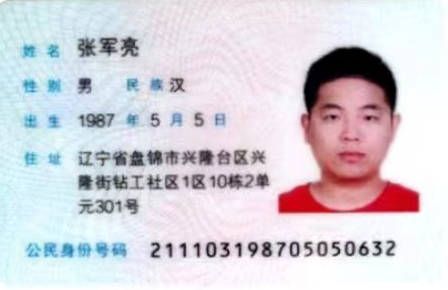 姓名 张军亮
性别 男 民族 汉
出生 1987 年 5 月 5 日
住址 辽宁省盘锦市兴隆台区兴
隆街钻工社区1区10栋2单
元301号
公民身份号码 211103198705050632